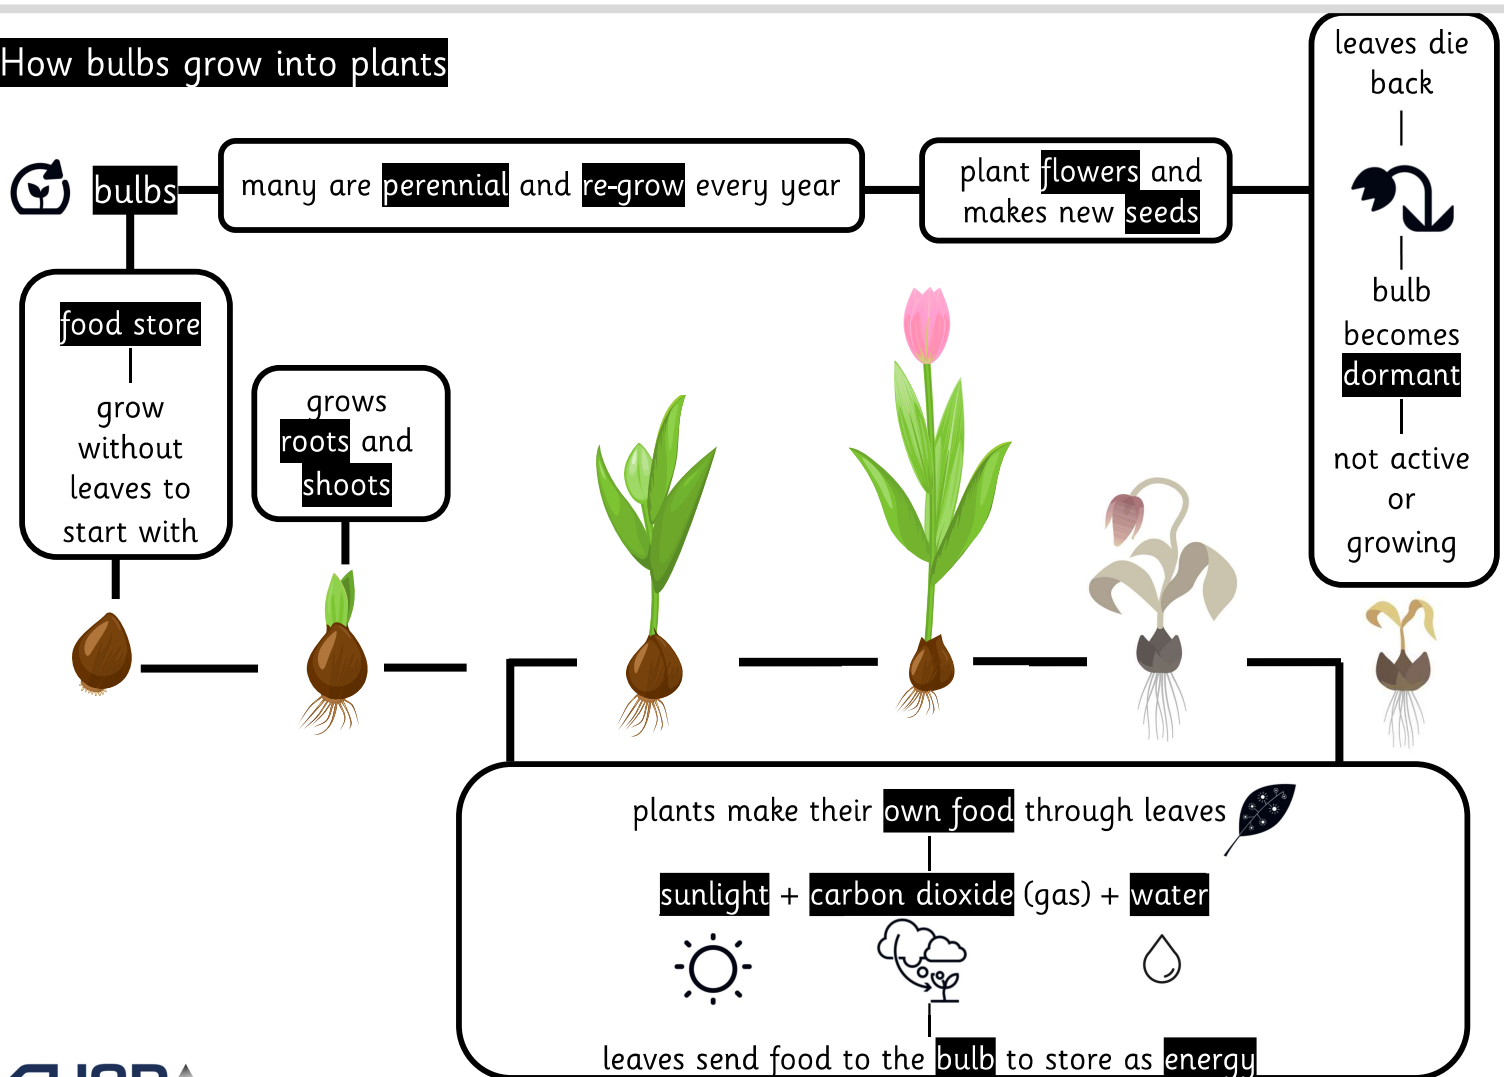 How bulbs grow into plants
bulbs
many are perennial and re-grow every year
plant flowers and
makes new seeds
leaves die
back
bulb
becomes
dormant
not active
or
growing
food store
grow
without
leaves to
start with
grows
roots and
shoots
plants make their own food through leaves
sunlight + carbon dioxide (gas) + water
leaves send food to the bulb to store as energy